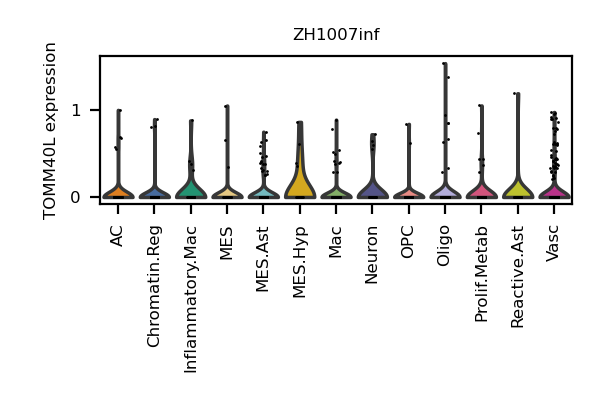 ZH1007inf
TOMM40L expression
1
0
AC
Chromatin.Reg
Inflammatory.Mac
MES
MES.Ast
MES.Hyp
Mac
Neuron
OPC
Oligo
Prolif.Metab
Reactive.Ast
Vasc